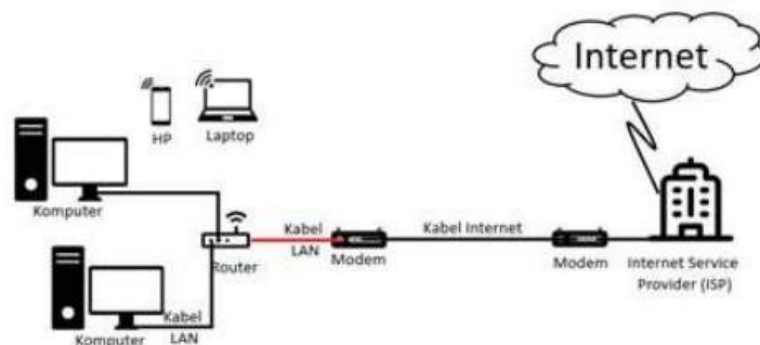 Internet
HP
Laptop
Komputer
Kabel
LAN
Router
Modem
Kabel Internet
Modem
Internet Service
Provider (ISP)
Komputer
Kabel
LAN